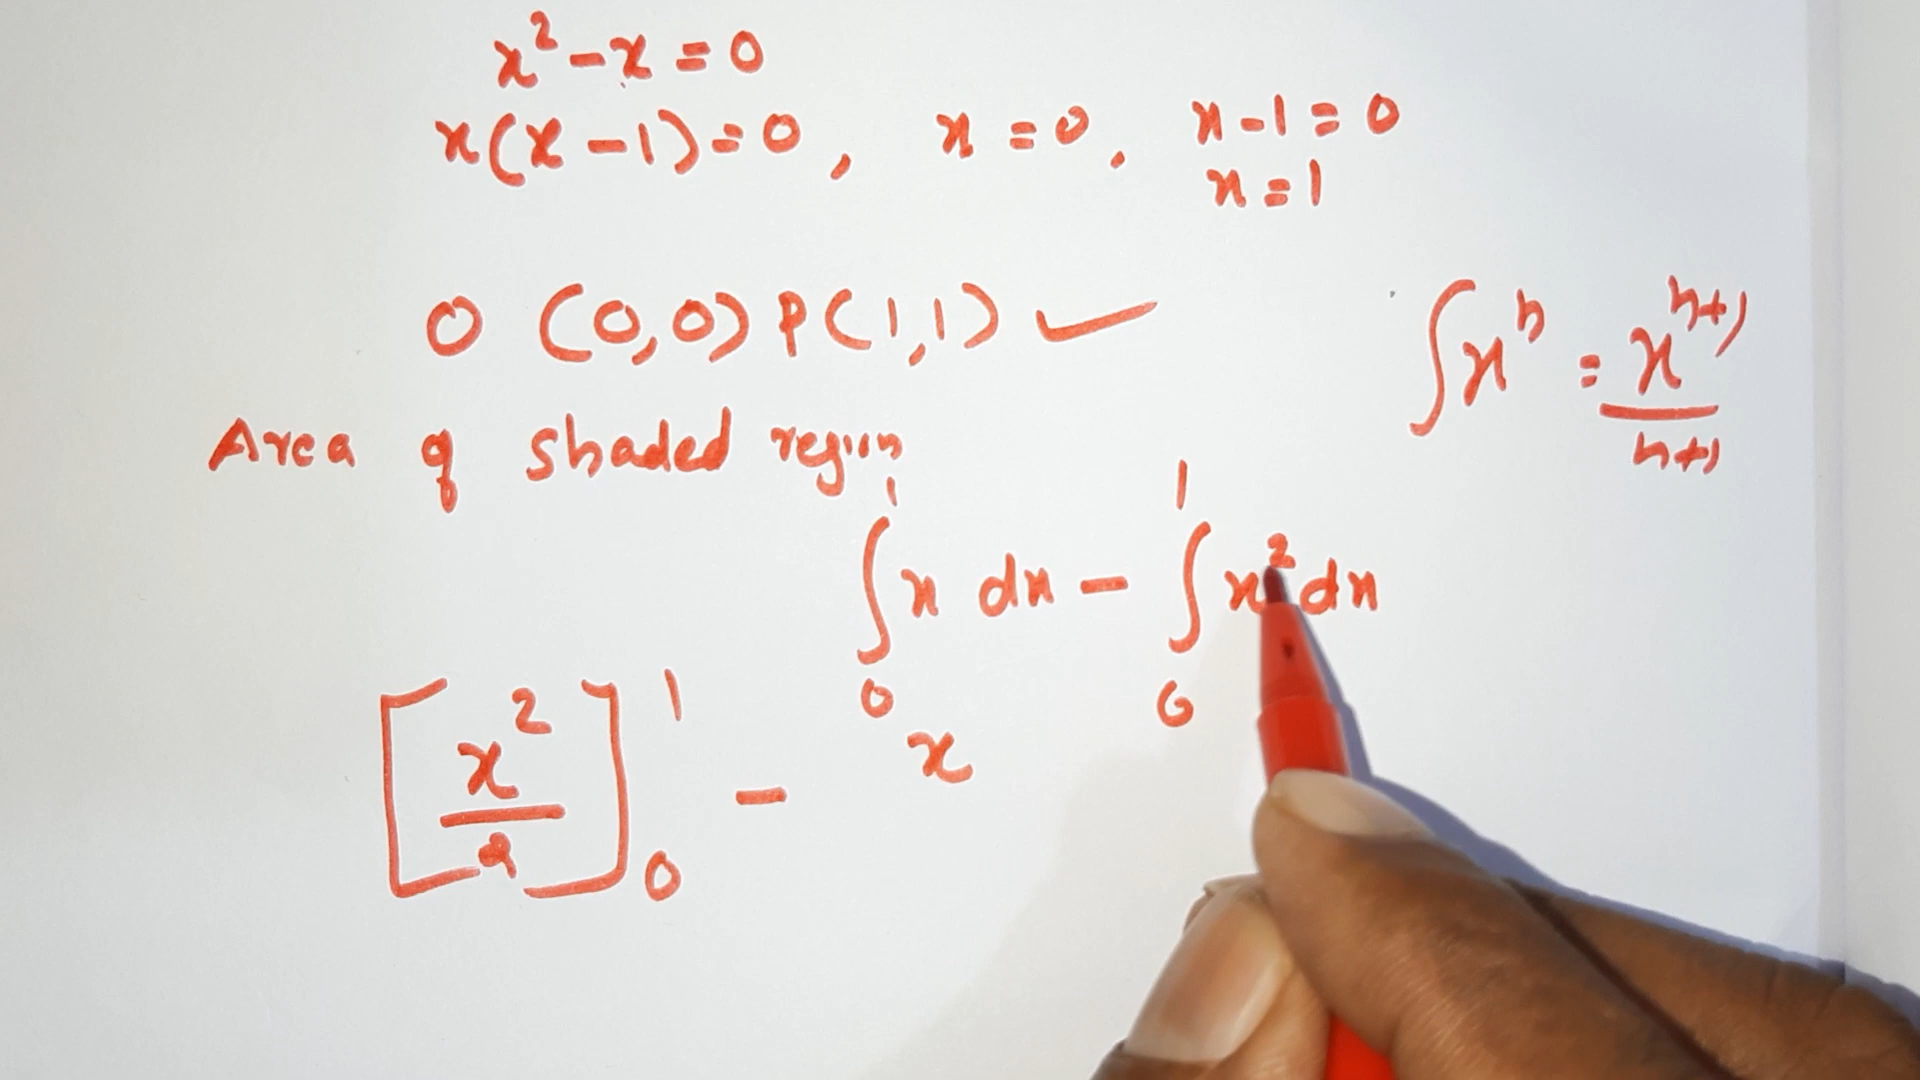 x² - x = 0
x(x - 1) = 0 , x = 0 , x - 1 = 0
x = 1
O (0,0) P(1,1) ✓
∫xⁿ = xⁿ⁺¹/n+1
Area of shaded region
∫₀¹ x dx - ∫₀¹ x² dx
[x²/2]₀¹ - x